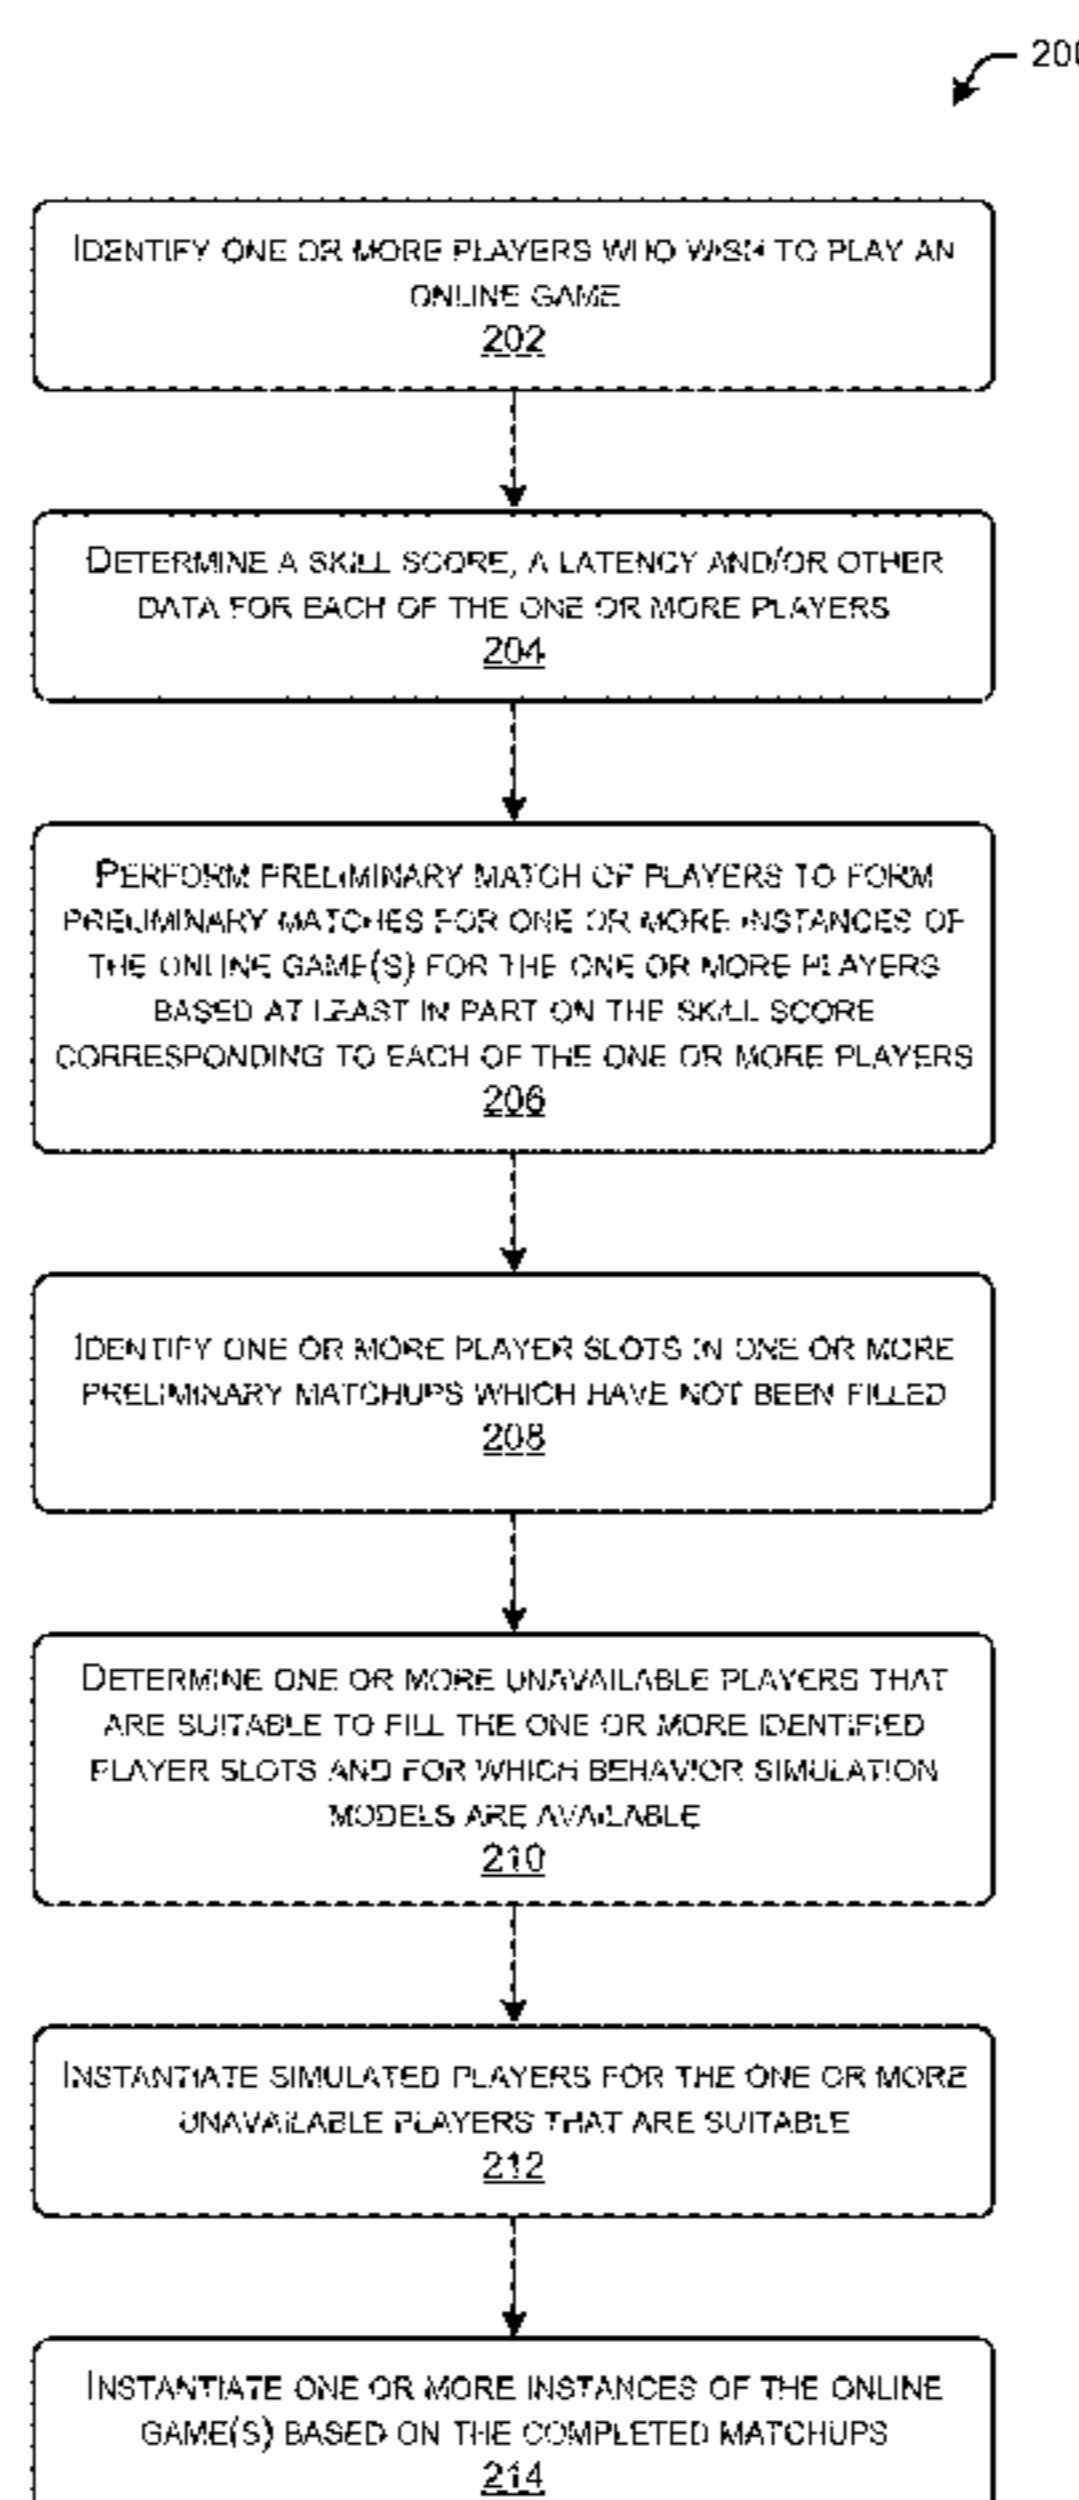 200
IDENTIFY ONE OR MORE PLAYERS WHO WISH TO PLAY AN
ONLINE GAME
202
DETERMINE A SKILL SCORE, A LATENCY AND/OR OTHER
DATA FOR EACH OF THE ONE OR MORE PLAYERS
204
PERFORM PRELIMINARY MATCH OF PLAYERS TO FORM
PRELIMINARY MATCHES FOR ONE OR MORE INSTANCES OF
THE ONLINE GAME(S) FOR THE ONE OR MORE PLAYERS
BASED AT LEAST IN PART ON THE SKILL SCORE
CORRESPONDING TO EACH OF THE ONE OR MORE PLAYERS
206
IDENTIFY ONE OR MORE PLAYER SLOTS IN ONE OR MORE
PRELIMINARY MATCHUPS WHICH HAVE NOT BEEN FILLED
208
DETERMINE ONE OR MORE UNAVAILABLE PLAYERS THAT
ARE SUITABLE TO FILL THE ONE OR MORE IDENTIFIED
PLAYER SLOTS AND FOR WHICH BEHAVIOR SIMULATION
MODELS ARE AVAILABLE
210
INSTANTIATE SIMULATED PLAYERS FOR THE ONE OR MORE
UNAVAILABLE PLAYERS THAT ARE SUITABLE
212
INSTANTIATE ONE OR MORE INSTANCES OF THE ONLINE
GAME(S) BASED ON THE COMPLETED MATCHUPS
214